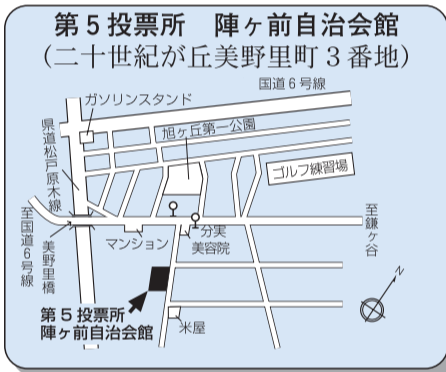 第５投票所　陣ヶ前自治会館
（二十世紀が丘美野里町３番地）
国道６号線
ガソリンスタンド
旭ヶ丘第一公園
県道松戸原木線
ゴルフ練習場
至国道６号線
美野里橋
マンション
分実
美容院
至鎌ヶ谷
第５投票所
陣ヶ前自治会館
米屋
N